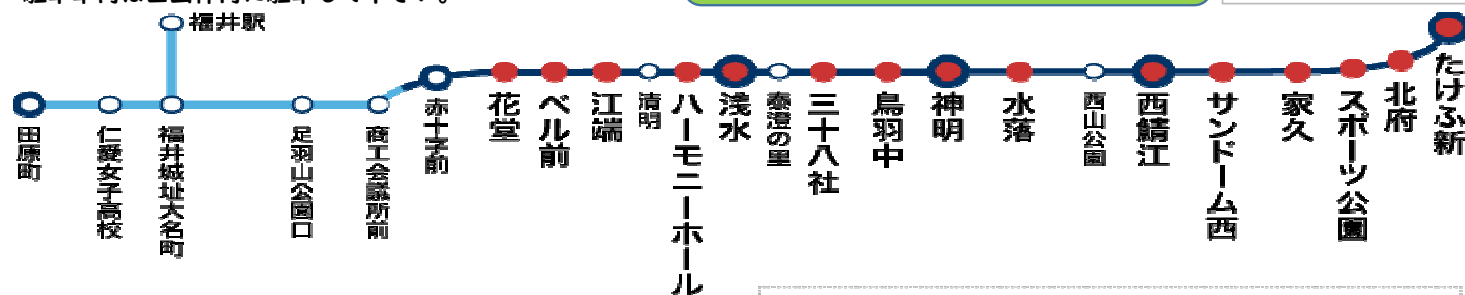 福井駅
田原町
仁愛女子高校
福井城址大名町
足羽山公園口
商工会議所前
赤十字前
花堂
ベル前
江端
清明
ハーモニーホール
浅水
泰澄の里
三十八社
鳥羽中
神明
水落
西山公園
西鯖江
サンドーム西
家久
スポーツ公園
北府
たけふ新